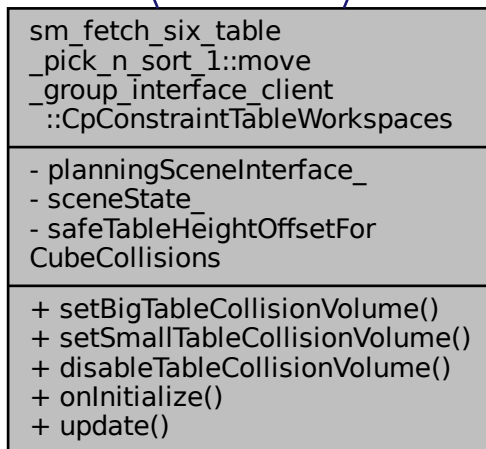 sm_fetch_six_table
_pick_n_sort_1::move
_group_interface_client
::CpConstraintTableWorkspaces
- planningSceneInterface_
- sceneState_
- safeTableHeightOffsetFor
CubeCollisions
+ setBigTableCollisionVolume()
+ setSmallTableCollisionVolume()
+ disableTableCollisionVolume()
+ onInitialize()
+ update()